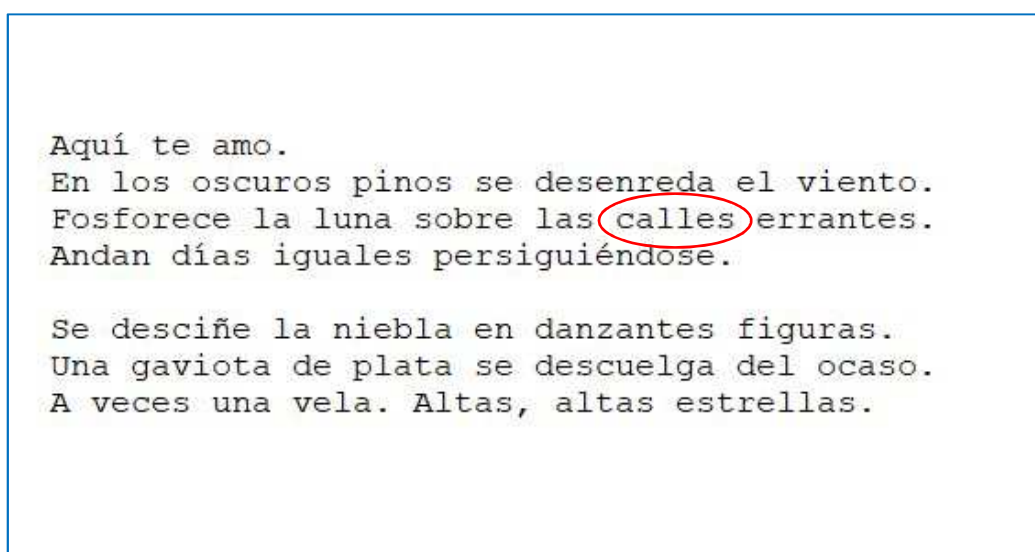 Aquí te amo.
En los oscuros pinos se desenreda el viento.
Fosforece la luna sobre las calles errantes.
Andan días iguales persiguiéndose.
Se desciñe la niebla en danzantes figuras.
Una gaviota de plata se descuelga del ocaso.
A veces una vela. Altas, altas estrellas.